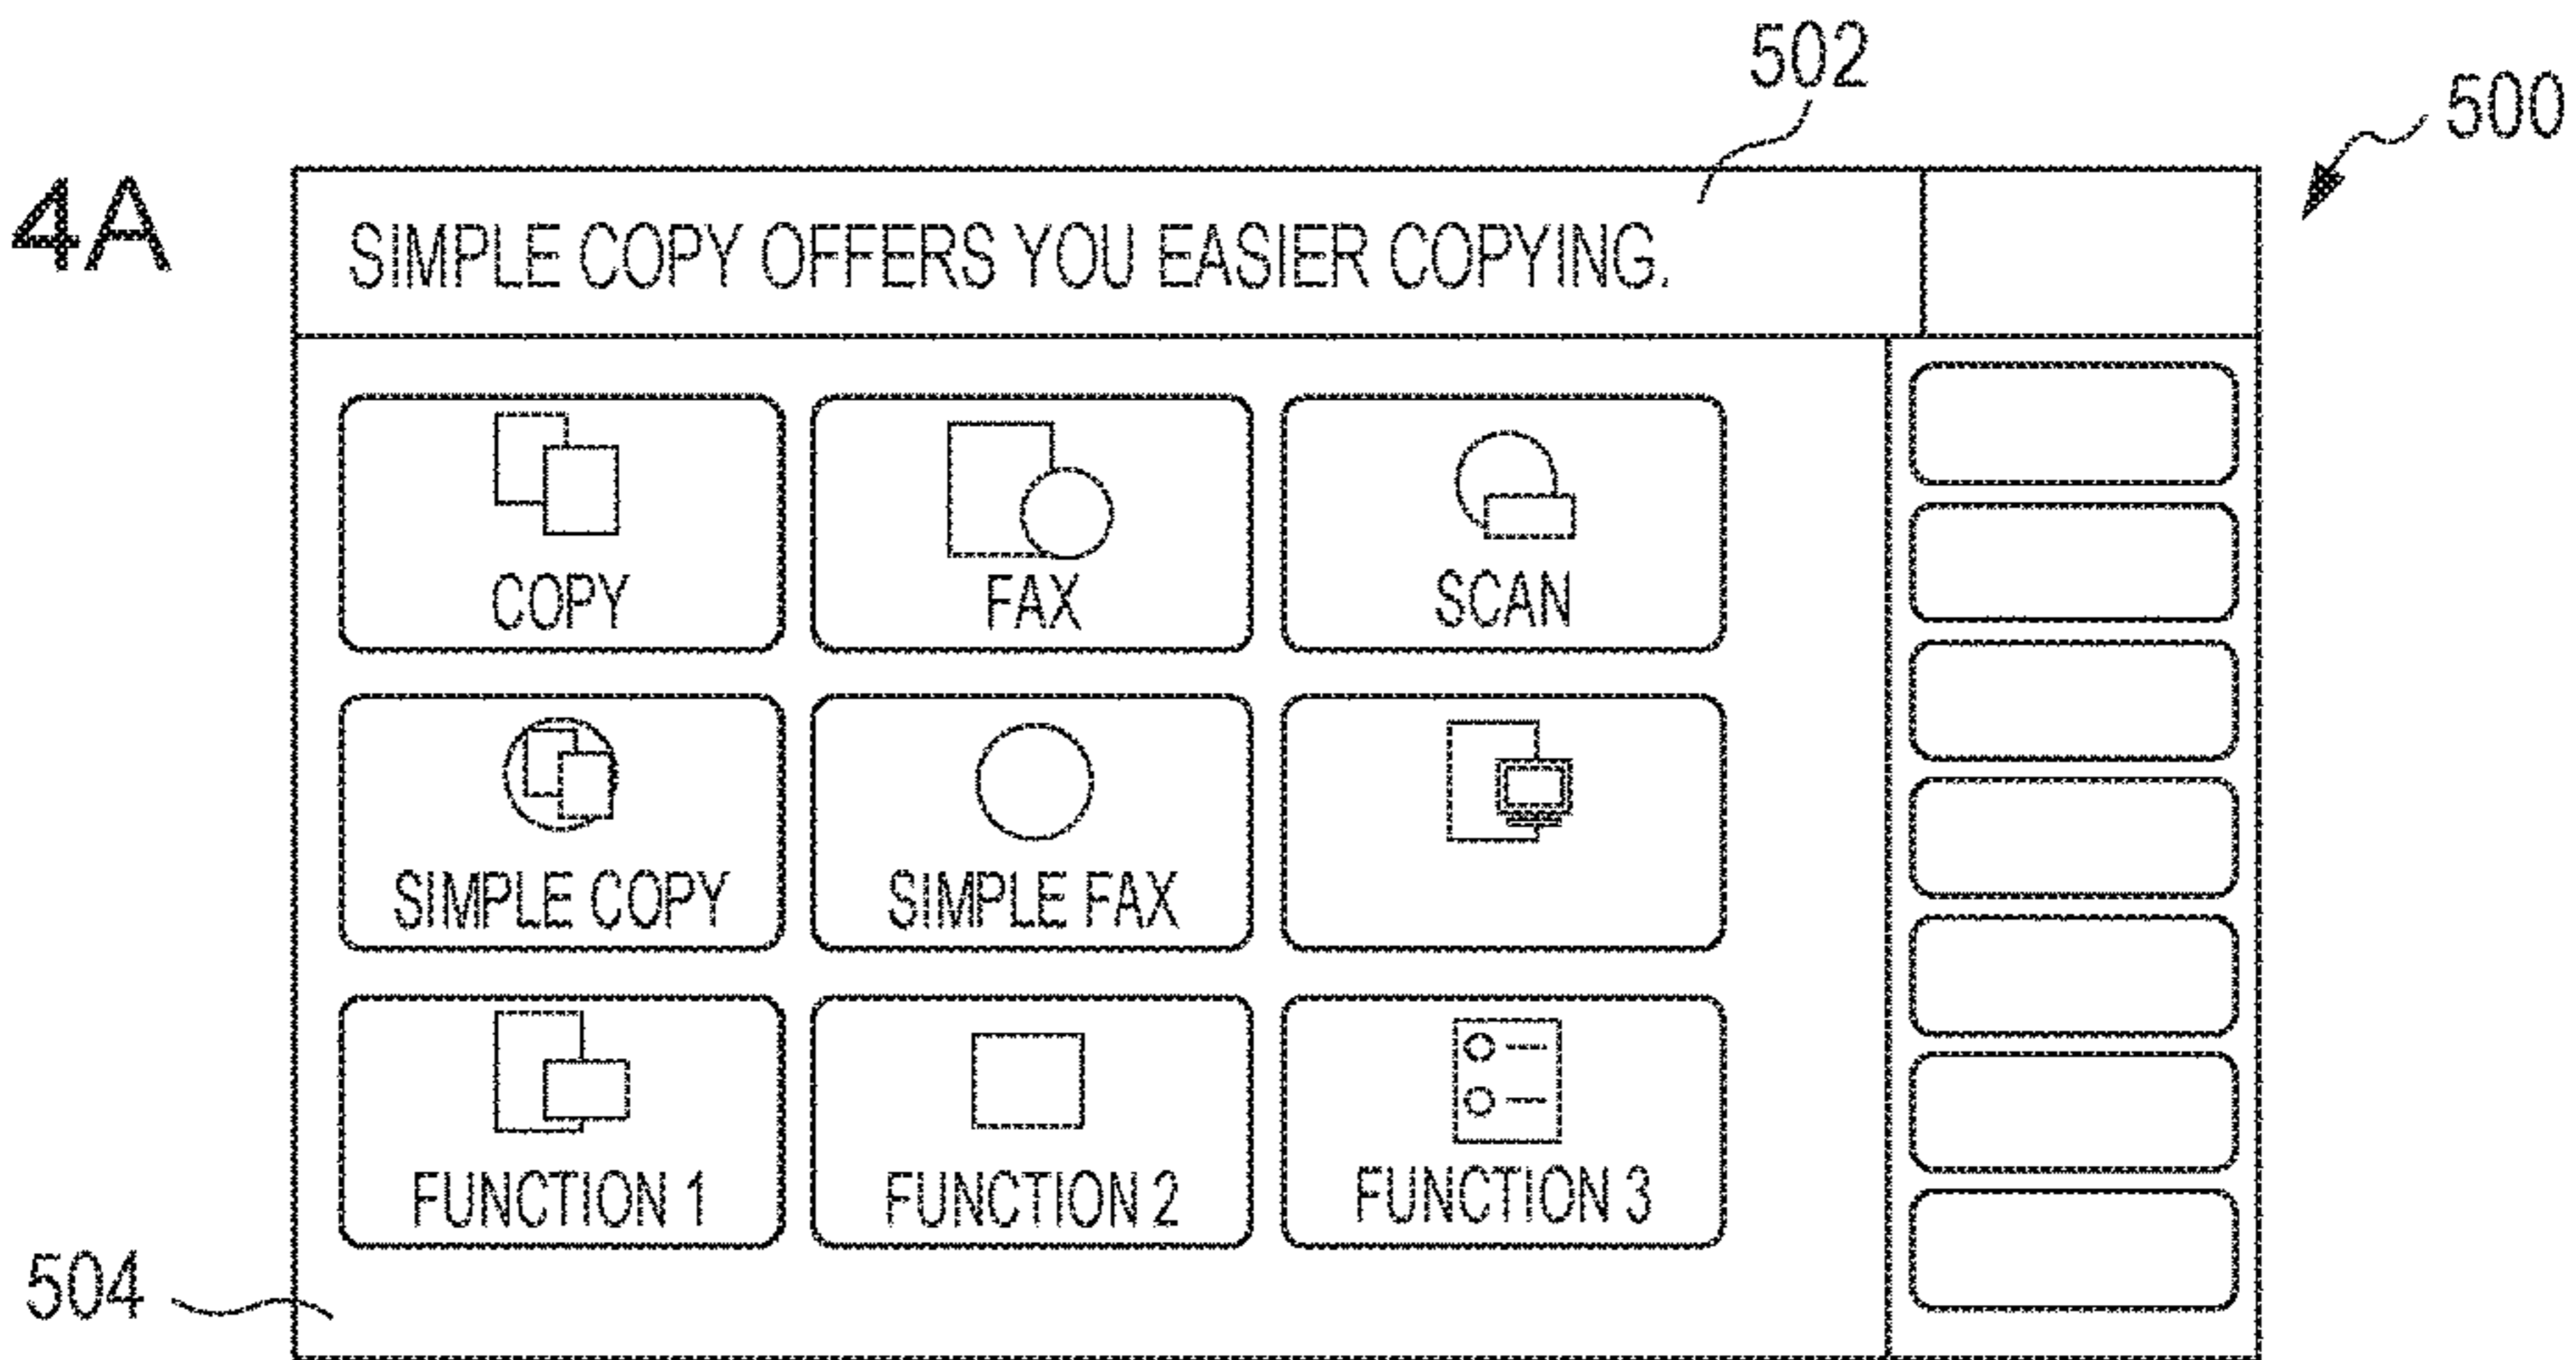 502
500
4A
SIMPLE COPY OFFERS YOU EASIER COPYING.
COPY
FAX
SCAN
SIMPLE COPY
SIMPLE FAX
FUNCTION 1
FUNCTION 2
FUNCTION 3
504